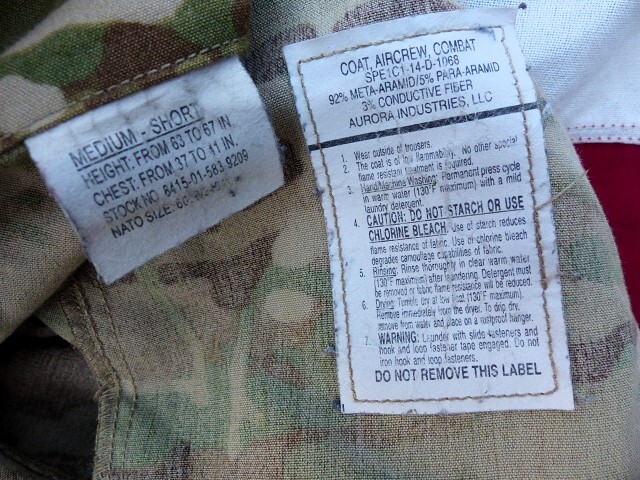 MEDIUM - SHORT
HEIGHT: FROM 63 TO 67 IN
CHEST: FROM 37 TO 41 IN.
STOCK NO. 8415-01-583 9209
NATO SIZE:
COAT, AIRCREW, COMBAT
SPE1C1-14-D-1068
92% META-ARAMID/5% PARA-ARAMID
3% CONDUCTIVE FIBER
AURORA INDUSTRIES, LLC
1. Wear outside of trousers.
2. The coat is of low flammability. No other special
flame resistant treatment is required.
3. Hand/Machine Washing: Permanent press cycle
in warm water (130°F maximum) with a mild
laundry detergent.
4. CAUTION: DO NOT STARCH OR USE
CHLORINE BLEACH. Use of starch reduces
flame resistance of fabric. Use of chlorine bleach
degrades camouflage capabilities of fabric.
5. Rinsing: Rinse thoroughly in clear warm water
(130°F maximum) after laundering. Detergent must
be removed or fabric flame resistance will be reduced.
6. Drying: Tumble dry at low heat (130°F maximum).
Remove immediately from the dryer. To drip dry,
remove from water and place on a rustproof hanger.
7. WARNING: Launder with slide fasteners and
hook and loop fastener tape engaged. Do not
iron hook and loop fasteners.
DO NOT REMOVE THIS LABEL